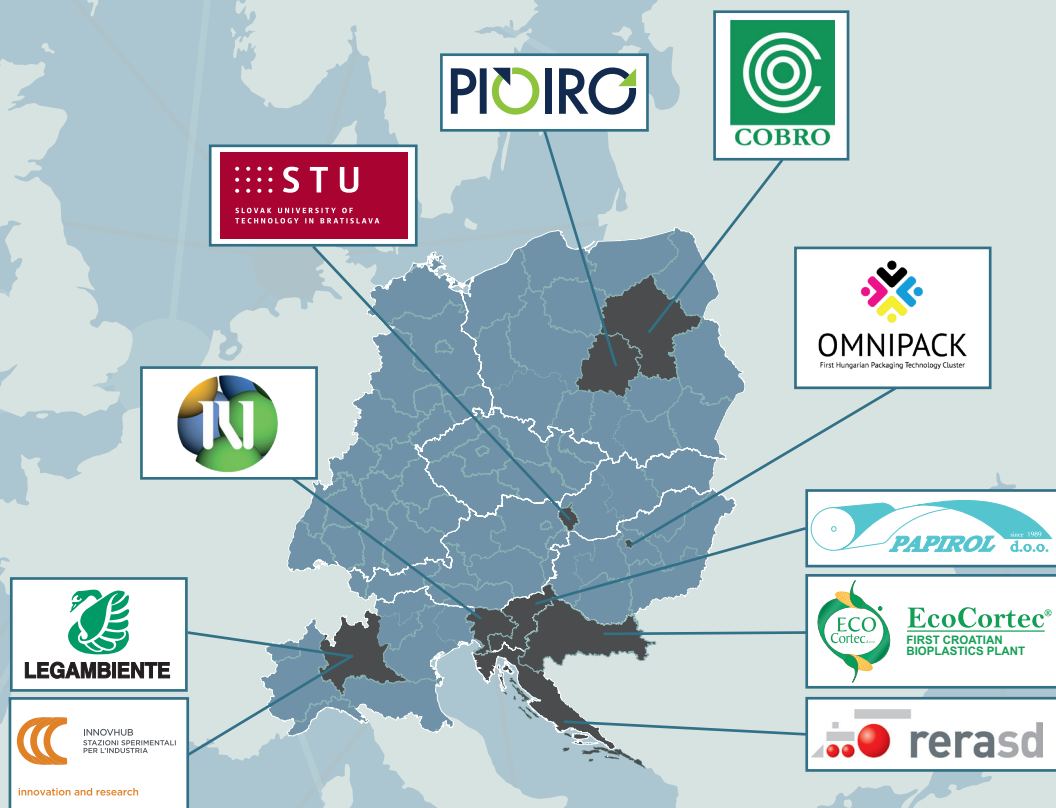 PIOIRO
COBRO
STU
SLOVAK UNIVERSITY OF
TECHNOLOGY IN BRATISLAVA
OMNIPACK
First Hungarian Packaging Technology Cluster
N
since 1989
PAPIROL d.o.o.
ECO
Cortec
EcoCortec®
FIRST CROATIAN
BIOPLASTICS PLANT
LEGAMBIENTE
INNOVHUB
STAZIONI SPERIMENTALI
PER L'INDUSTRIA
innovation and research
rerasd